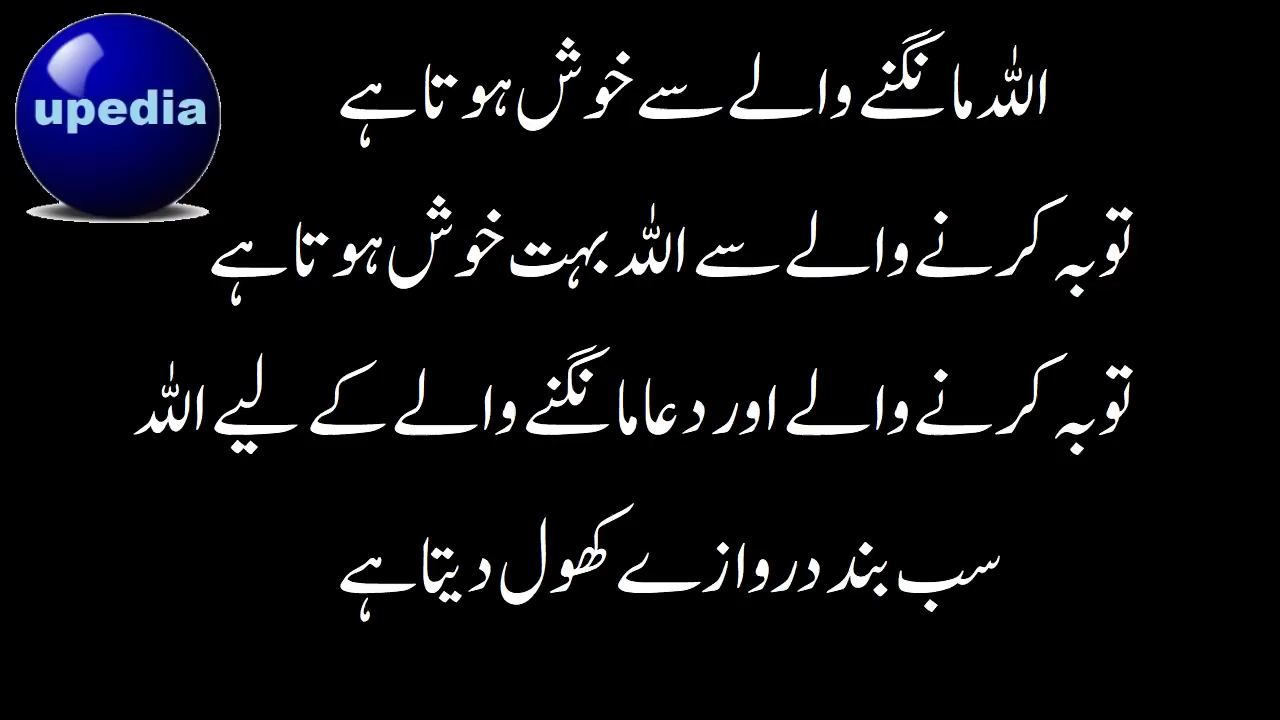 upedia
اللہ مانگنے والے سے خوش ہوتا ہے
توبہ کرنے والے سے اللہ بہت خوش ہوتا ہے
توبہ کرنے والے اور دعا مانگنے والے کے لیے اللہ
سب بند دروازے کھول دیتا ہے